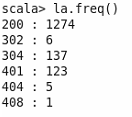 scala> la.freq()
200 : 1274
302 : 6
304 : 137
401 : 123
404 : 5
408 : 1